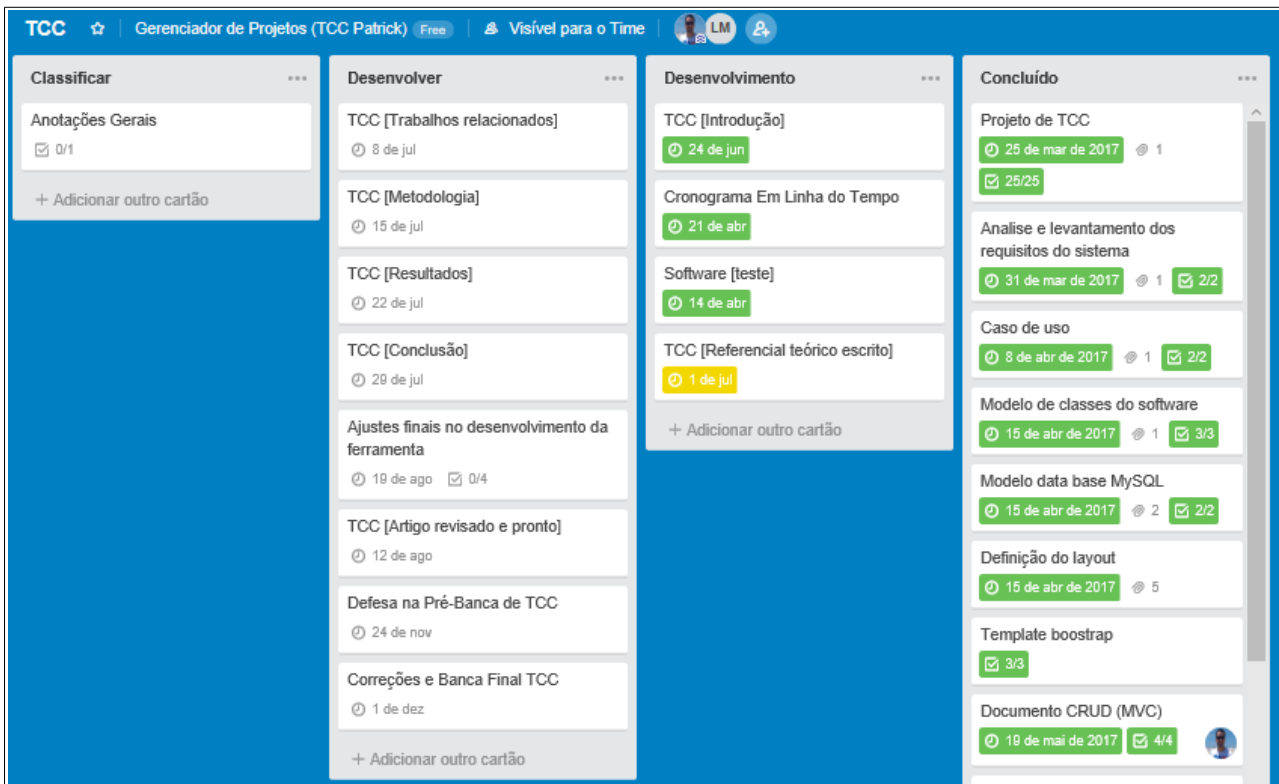 TCC Gerenciador de Projetos (TCC Patrick) Free Visível para o Time LM
Classificar
Anotações Gerais
0/1
+ Adicionar outro cartão
Desenvolver
TCC [Trabalhos relacionados]
8 de jul
TCC [Metodologia]
15 de jul
TCC [Resultados]
22 de jul
TCC [Conclusão]
29 de jul
Ajustes finais no desenvolvimento da
ferramenta
19 de ago 0/4
TCC [Artigo revisado e pronto]
12 de ago
Defesa na Pré-Banca de TCC
24 de nov
Correções e Banca Final TCC
1 de dez
+ Adicionar outro cartão
Desenvolvimento
TCC [Introdução]
24 de jun
Cronograma Em Linha do Tempo
21 de abr
Software [teste]
14 de abr
TCC [Referencial teórico escrito]
1 de jul
+ Adicionar outro cartão
Concluído
Projeto de TCC
25 de mar de 2017 1
25/25
Analise e levantamento dos
requisitos do sistema
31 de mar de 2017 1 2/2
Caso de uso
8 de abr de 2017 1 2/2
Modelo de classes do software
15 de abr de 2017 1 3/3
Modelo data base MySQL
15 de abr de 2017 2 2/2
Definição do layout
15 de abr de 2017 5
Template boostrap
3/3
Documento CRUD (MVC)
19 de mai de 2017 4/4